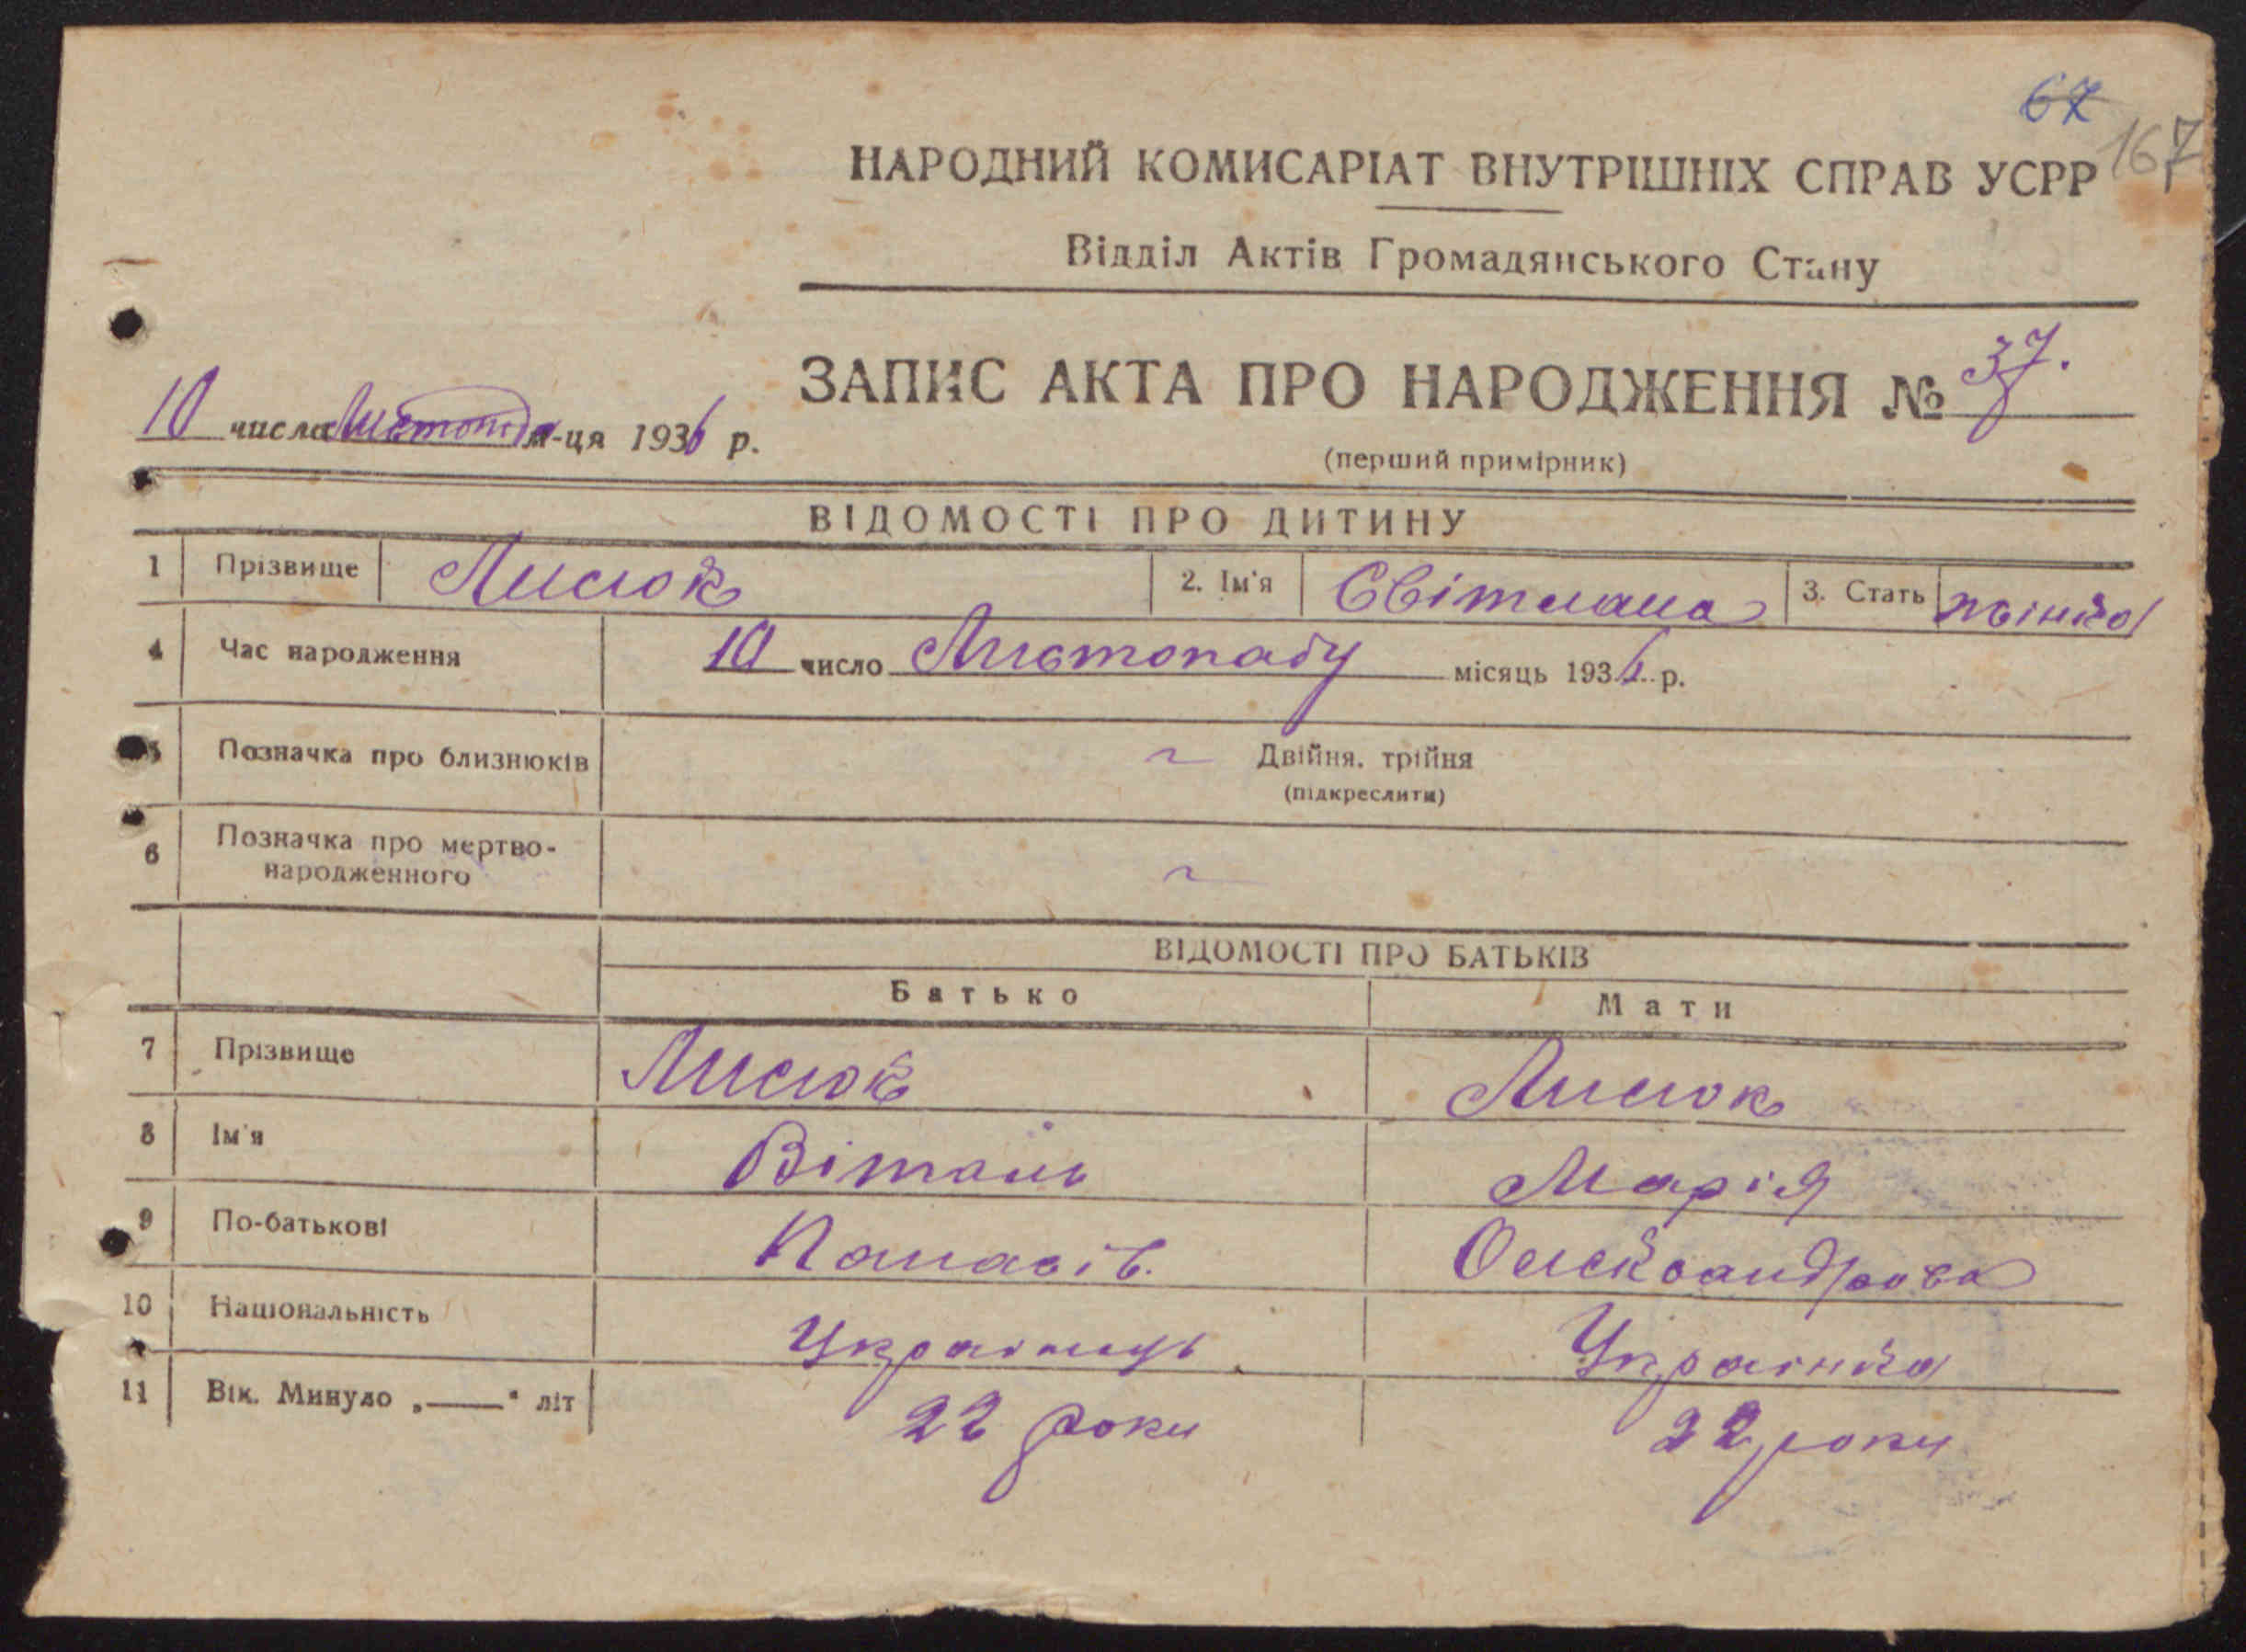 67
167
НАРОДНИЙ КОМИСАРІАТ ВНУТРІШНІХ СПРАВ УСРР
Відділ Актів Громадянського Стану
ЗАПИС АКТА ПРО НАРОДЖЕННЯ № 37.
10 числа Листопада м-ця 1936 р.
(перший примірник)
ВІДОМОСТІ ПРО ДИТИНУ
1 Прізвище Лисюк 2. Ім'я Світлана 3. Стать жінка
4 Час народження 10 число Листопаду місяць 1936 р.
5 Позначка про близнюків Двійня, трійня
(підкреслити)
6 Позначка про мертво-
народженного
ВІДОМОСТІ ПРО БАТЬКІВ
Батько Мати
7 Прізвище Лисюк Лисюк
8 Ім'я Віталь Марія
9 По-батькові Панасів. Олександрова
10 Національність Українець Українка
11 Вік. Минуло „——" літ 22 роки 22 роки